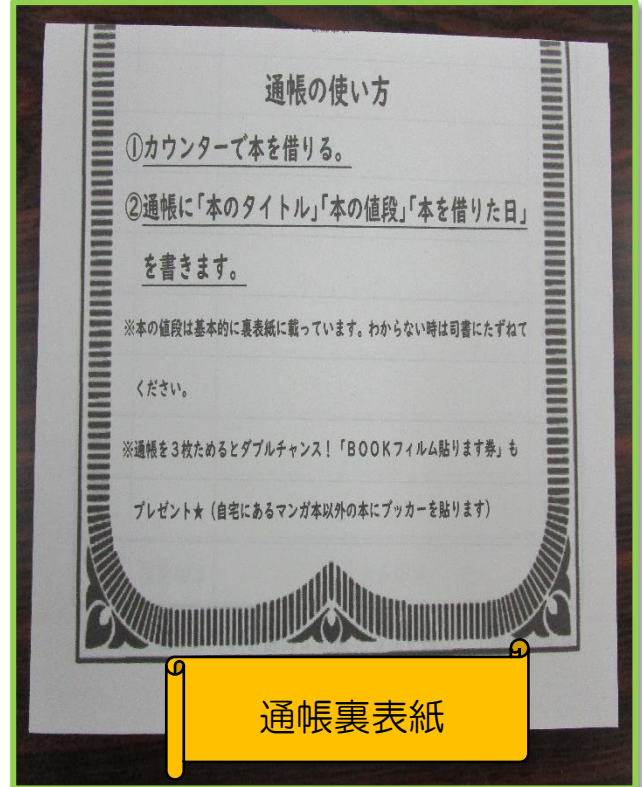 通帳の使い方
①カウンターで本を借りる。
②通帳に「本のタイトル」「本の値段」「本を借りた日」
を書きます。
※本の値段は基本的に裏表紙に載っています。わからない時は司書にたずねて
ください。
※通帳を3枚ためるとダブルチャンス!「BOOKフィルム貼ります券」も
プレゼント★(自宅にあるマンガ本以外の本にブッカーを貼ります)
通帳裏表紙